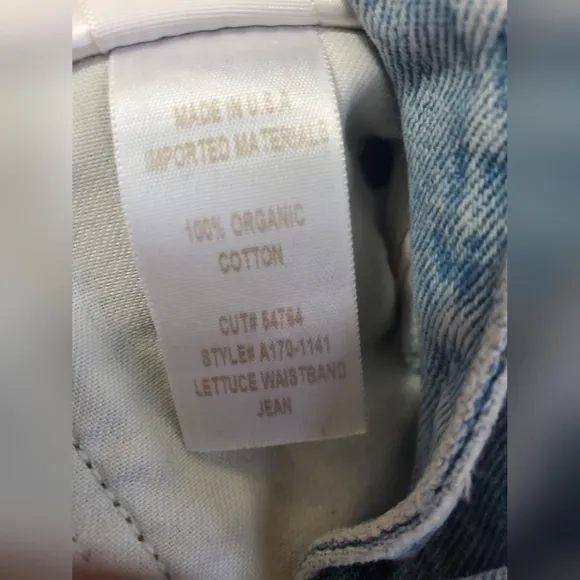 MADE IN U.S.A
IMPORTED MATERIALS
100% ORGANIC
COTTON
CUT# 54764
STYLE# A170-1141
LETTUCE WAISTBAND
JEAN